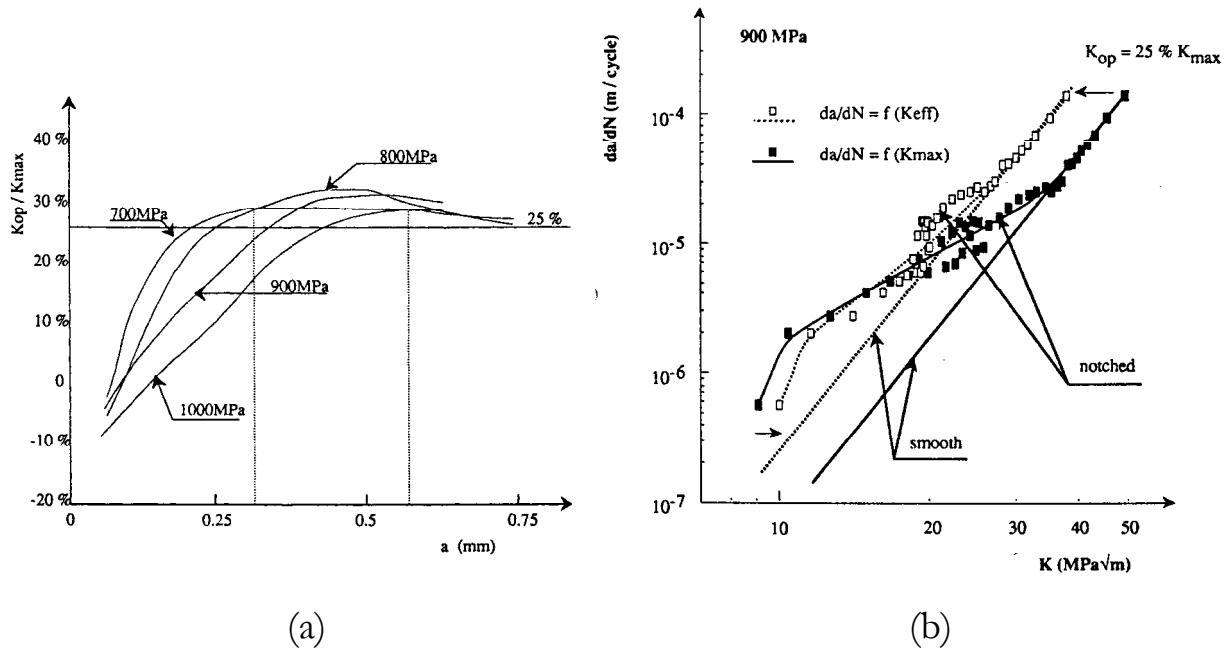 40 %
30 %
20 %
10 %
0
-10 %
-20 %
Kop / Kmax
800MPa
700MPa
25 %
900MPa
1000MPa
0
0.25
0.5
0.75
a (mm)
(a)
da/dN (m / cycle)
900 MPa
Kop = 25 % Kmax
da/dN = f (Keff)
da/dN = f (Kmax)
10-4
10-5
10-6
10-7
notched
smooth
10
20
30
40
50
K (MPa√m)
(b)